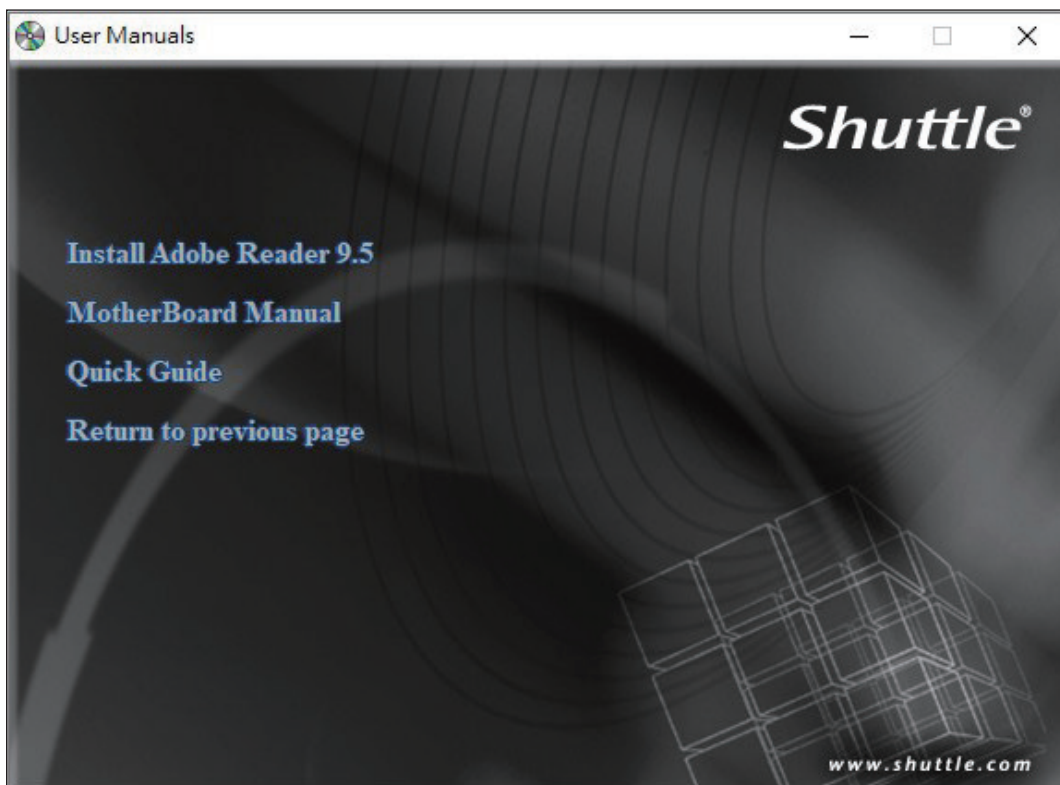 User Manuals
Shuttle®
Install Adobe Reader 9.5
MotherBoard Manual
Quick Guide
Return to previous page
www.shuttle.com